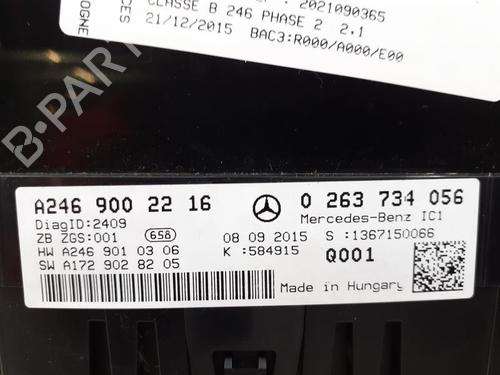 2021090365
CLASSE B 246 PHASE 2 2.1
21/12/2015 BAC3:R000/A000/E00
A246 900 22 16
0 263 734 056
DiagID:2409
Mercedes-Benz IC1
ZB ZGS:001
658
08 09 2015
S :1367150066
HW A246 901 03 06
K :584915
Q001
SW A172 902 82 05
Made in Hungary